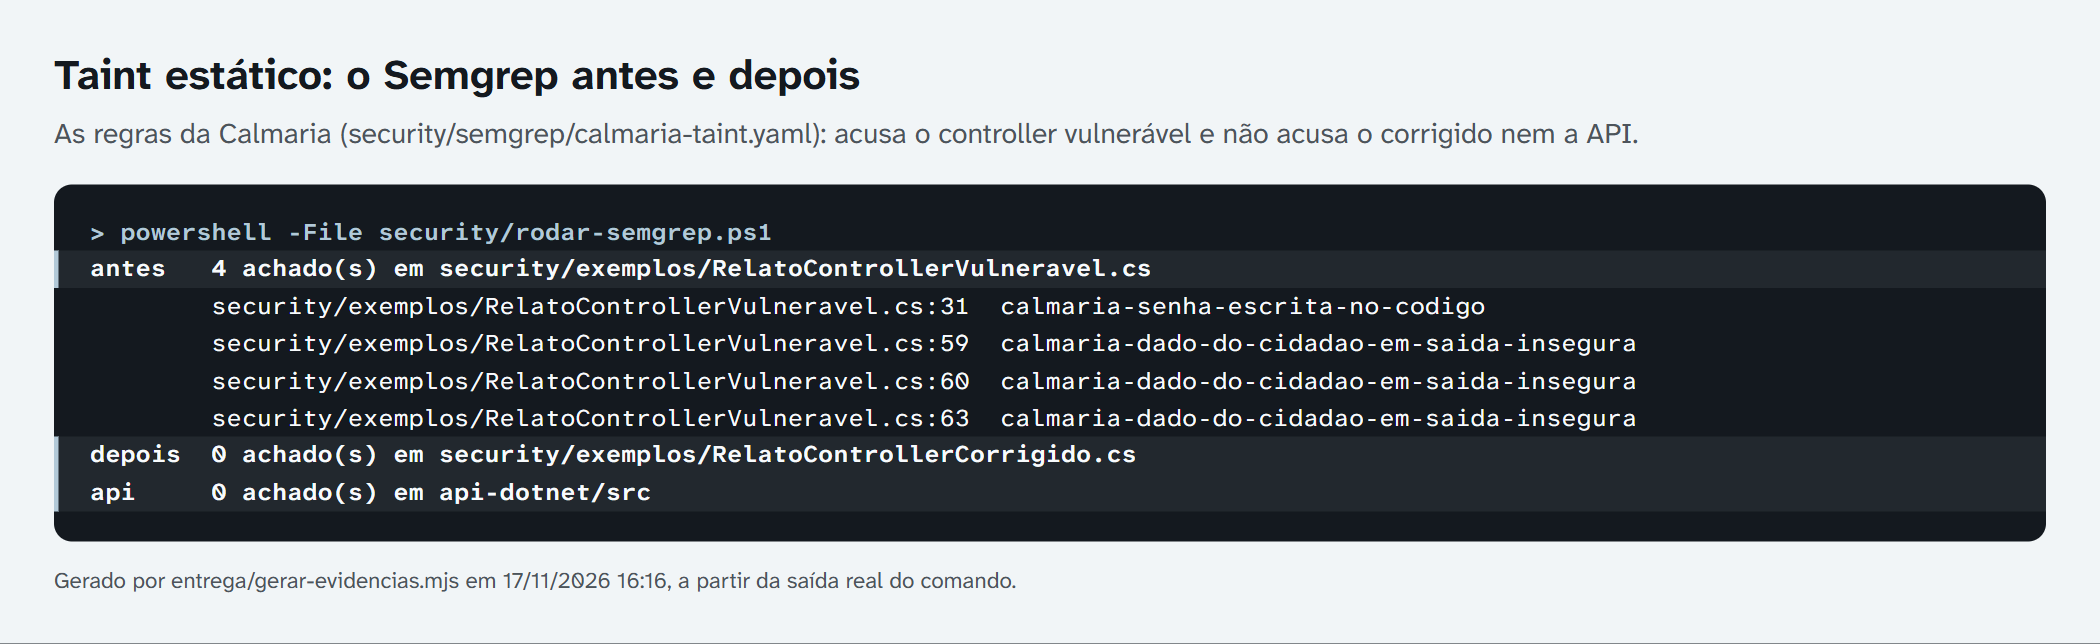 Taint estático: o Semgrep antes e depois
As regras da Calmaria (security/semgrep/calmaria-taint.yaml): acusa o controller vulnerável e não acusa o corrigido nem a API.
> powershell -File security/rodar-semgrep.ps1
antes   4 achado(s) em security/exemplos/RelatoControllerVulneravel.cs
        security/exemplos/RelatoControllerVulneravel.cs:31  calmaria-senha-escrita-no-codigo
        security/exemplos/RelatoControllerVulneravel.cs:59  calmaria-dado-do-cidadao-em-saida-insegura
        security/exemplos/RelatoControllerVulneravel.cs:60  calmaria-dado-do-cidadao-em-saida-insegura
        security/exemplos/RelatoControllerVulneravel.cs:63  calmaria-dado-do-cidadao-em-saida-insegura
depois  0 achado(s) em security/exemplos/RelatoControllerCorrigido.cs
api     0 achado(s) em api-dotnet/src
Gerado por entrega/gerar-evidencias.mjs em 17/11/2026 16:16, a partir da saída real do comando.